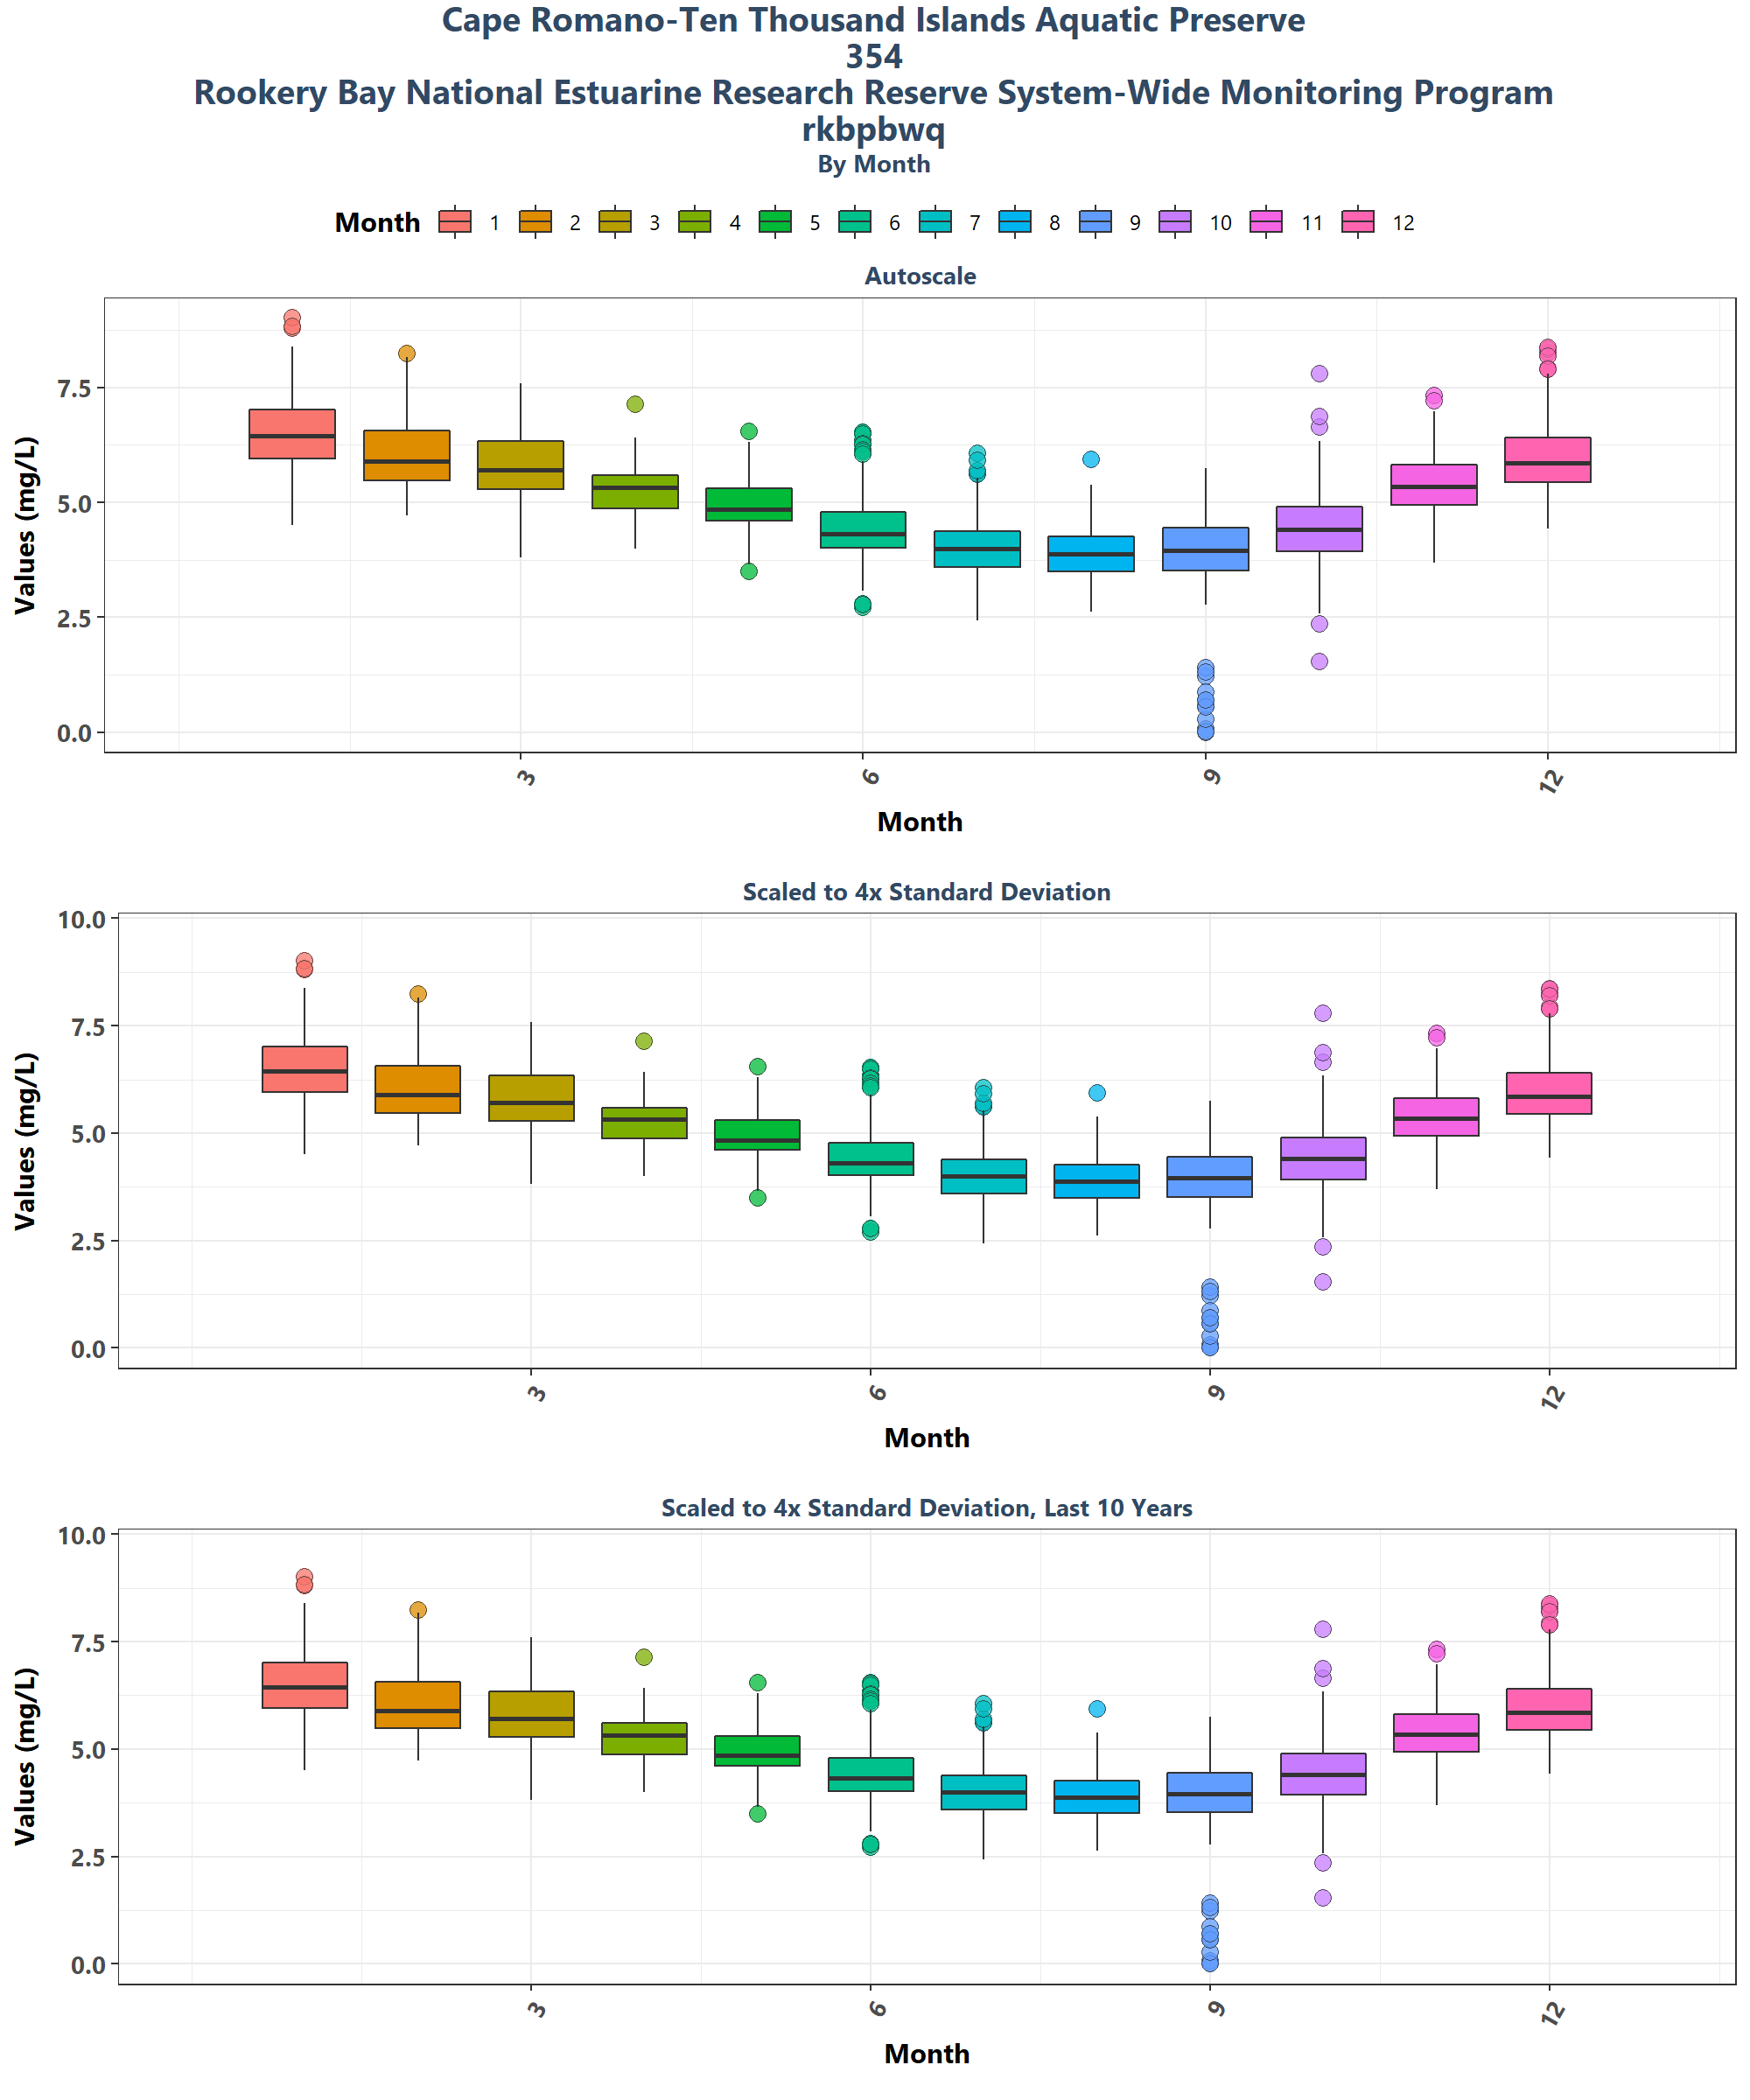 Cape Romano-Ten Thousand Islands Aquatic Preserve
354
Rookery Bay National Estuarine Research Reserve System-Wide Monitoring Program
rkbpbwq
By Month
Month 1 2 3 4 5 6 7 8 9 10 11 12
Autoscale
Values (mg/L)
7.5
5.0
2.5
0.0
3 6 9 12
Month
Scaled to 4x Standard Deviation
Values (mg/L)
10.0
7.5
5.0
2.5
0.0
3 6 9 12
Month
Scaled to 4x Standard Deviation, Last 10 Years
Values (mg/L)
10.0
7.5
5.0
2.5
0.0
3 6 9 12
Month